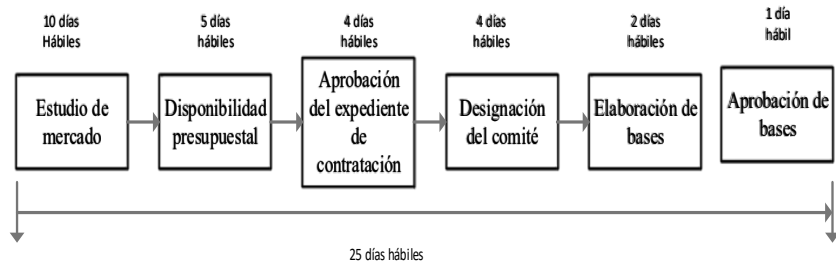 10 días
Hábiles
5 días
hábiles
4 días
hábiles
4 días
hábiles
2 días
hábiles
1 día
hábil
Estudio de
mercado
Disponibilidad
presupuestal
Aprobación
del expediente
de
contratación
Designación
del comité
Elaboración de
bases
Aprobación de
bases
25 días hábiles